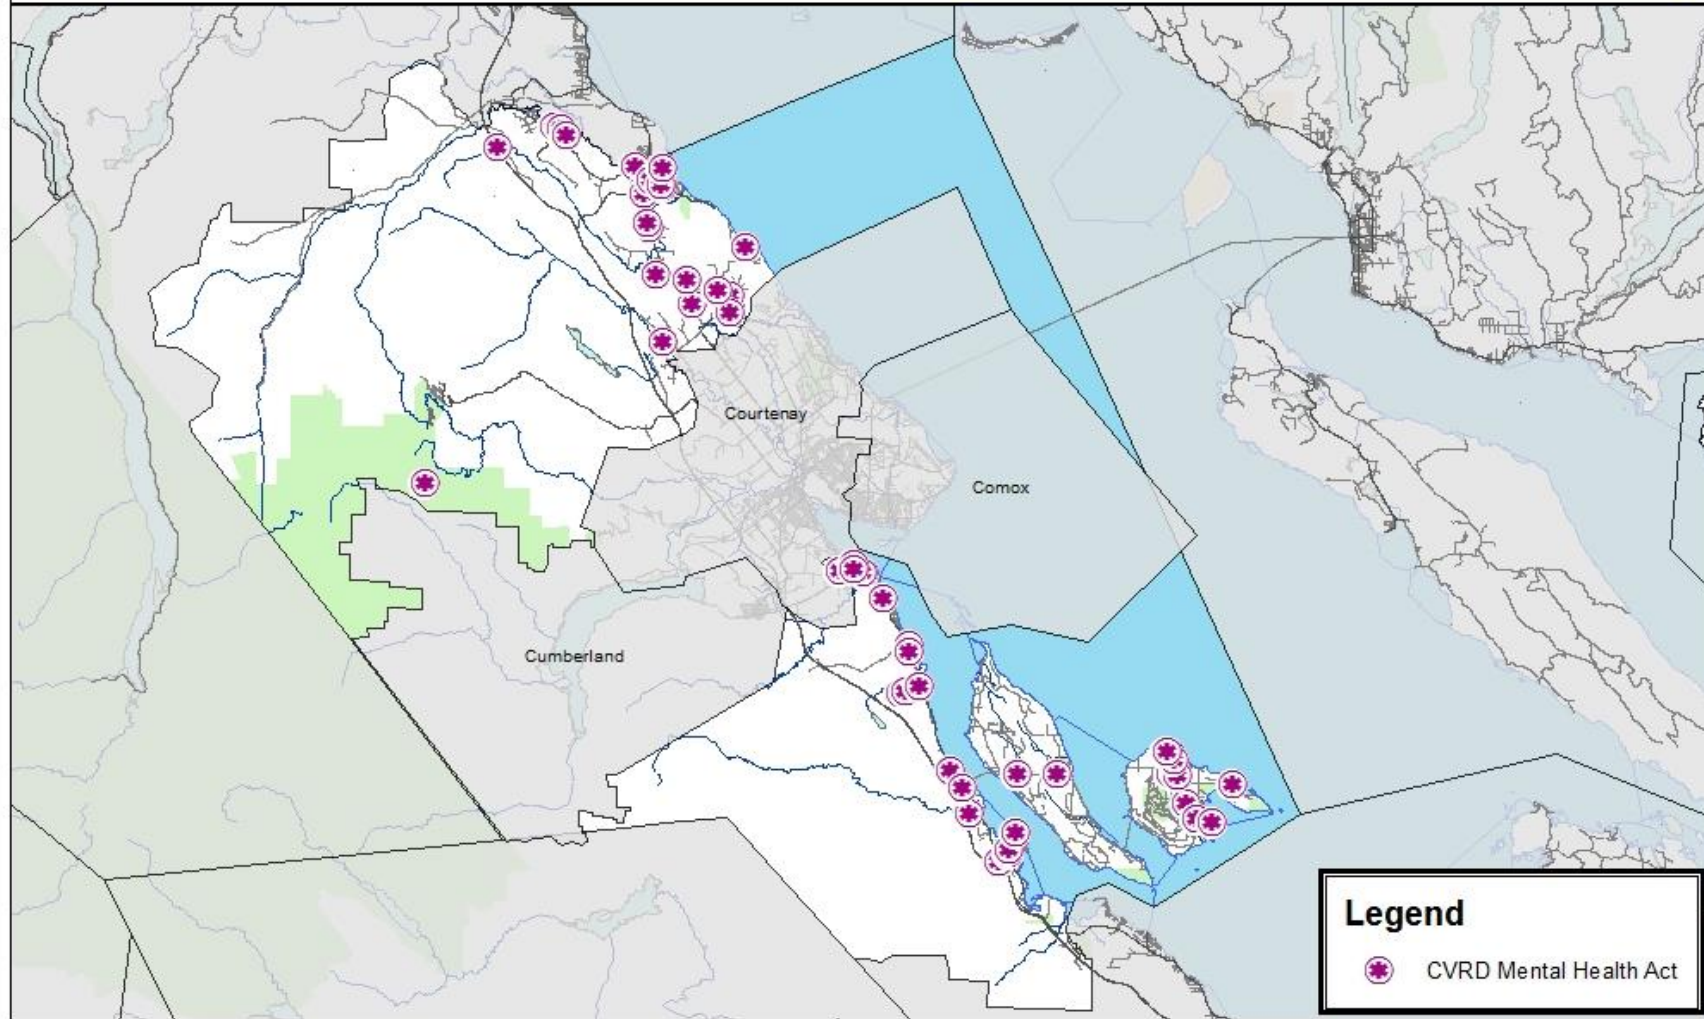 Courtenay
Comox
Cumberland
Legend
CVRD Mental Health Act